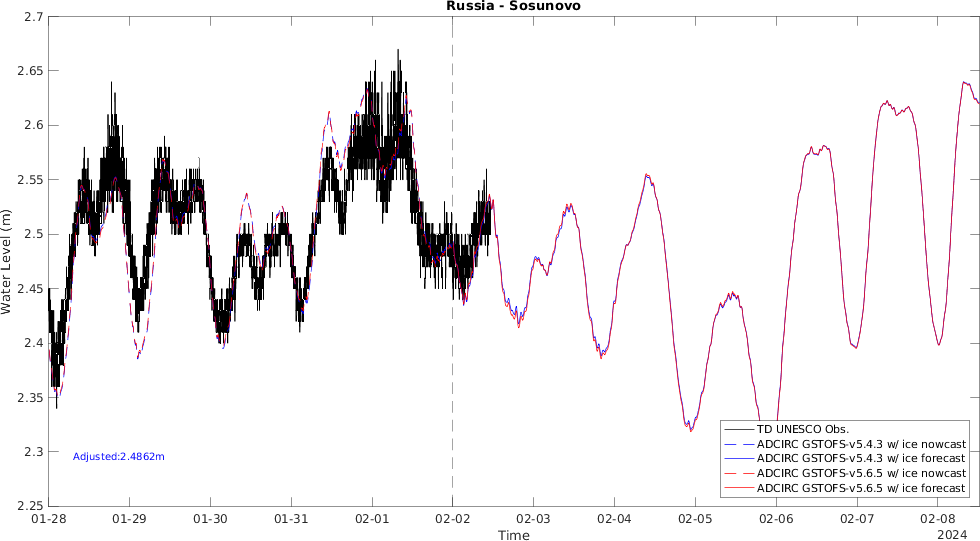 Russia - Sosunovo
2.7
2.65
2.6
2.55
2.5
2.45
2.4
2.35
2.3
2.25
Water Level (m)
Adjusted:2.4862m
TD UNESCO Obs.
ADCIRC GSTOFS-v5.4.3 w/ ice nowcast
ADCIRC GSTOFS-v5.4.3 w/ ice forecast
ADCIRC GSTOFS-v5.6.5 w/ ice nowcast
ADCIRC GSTOFS-v5.6.5 w/ ice forecast
01-28 01-29 01-30 01-31 02-01 02-02 02-03 02-04 02-05 02-06 02-07 02-08
Time
2024